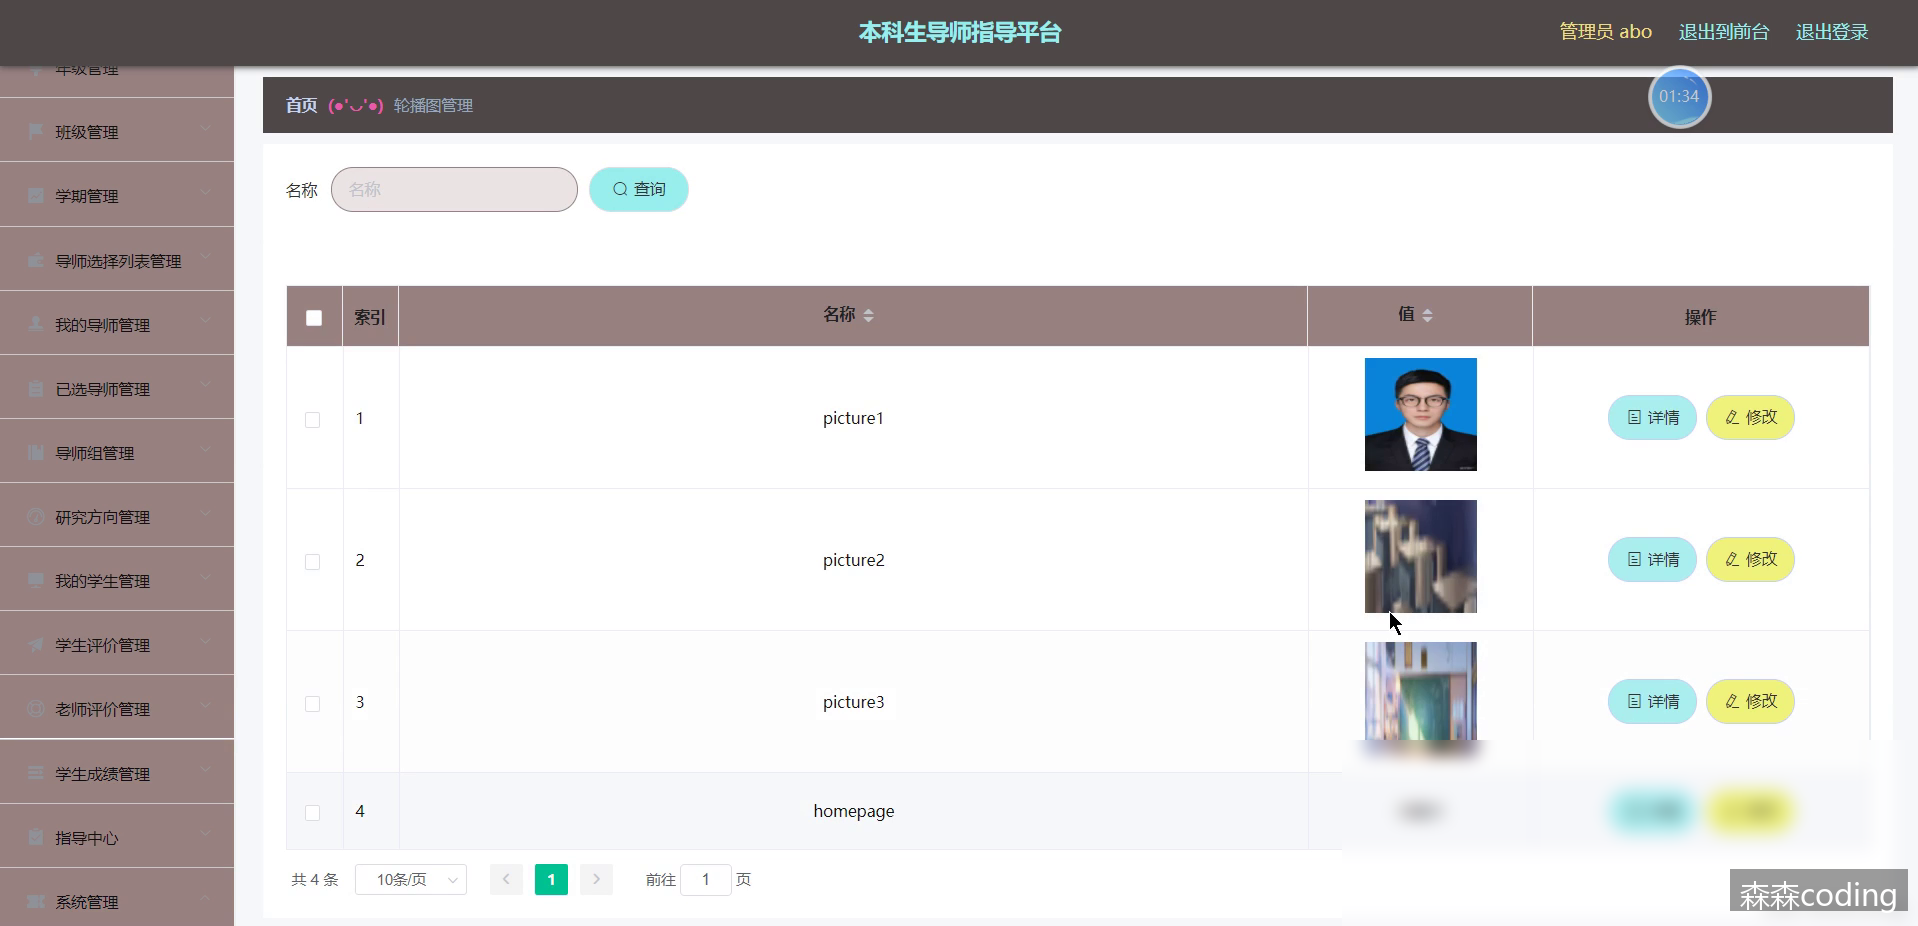 本科生导师指导平台
管理员 abo 退出到前台 退出登录
年级管理
班级管理
学期管理
导师选择列表管理
我的导师管理
已选导师管理
导师组管理
研究方向管理
我的学生管理
学生评价管理
老师评价管理
学生成绩管理
指导中心
系统管理
首页 (●'◡'●) 轮播图管理
01:34
名称 名称 查询
索引 名称 值 操作
1 picture1 详情 修改
2 picture2 详情 修改
3 picture3 详情 修改
4 homepage
共 4 条 10条/页 1 前往 1 页
森森coding